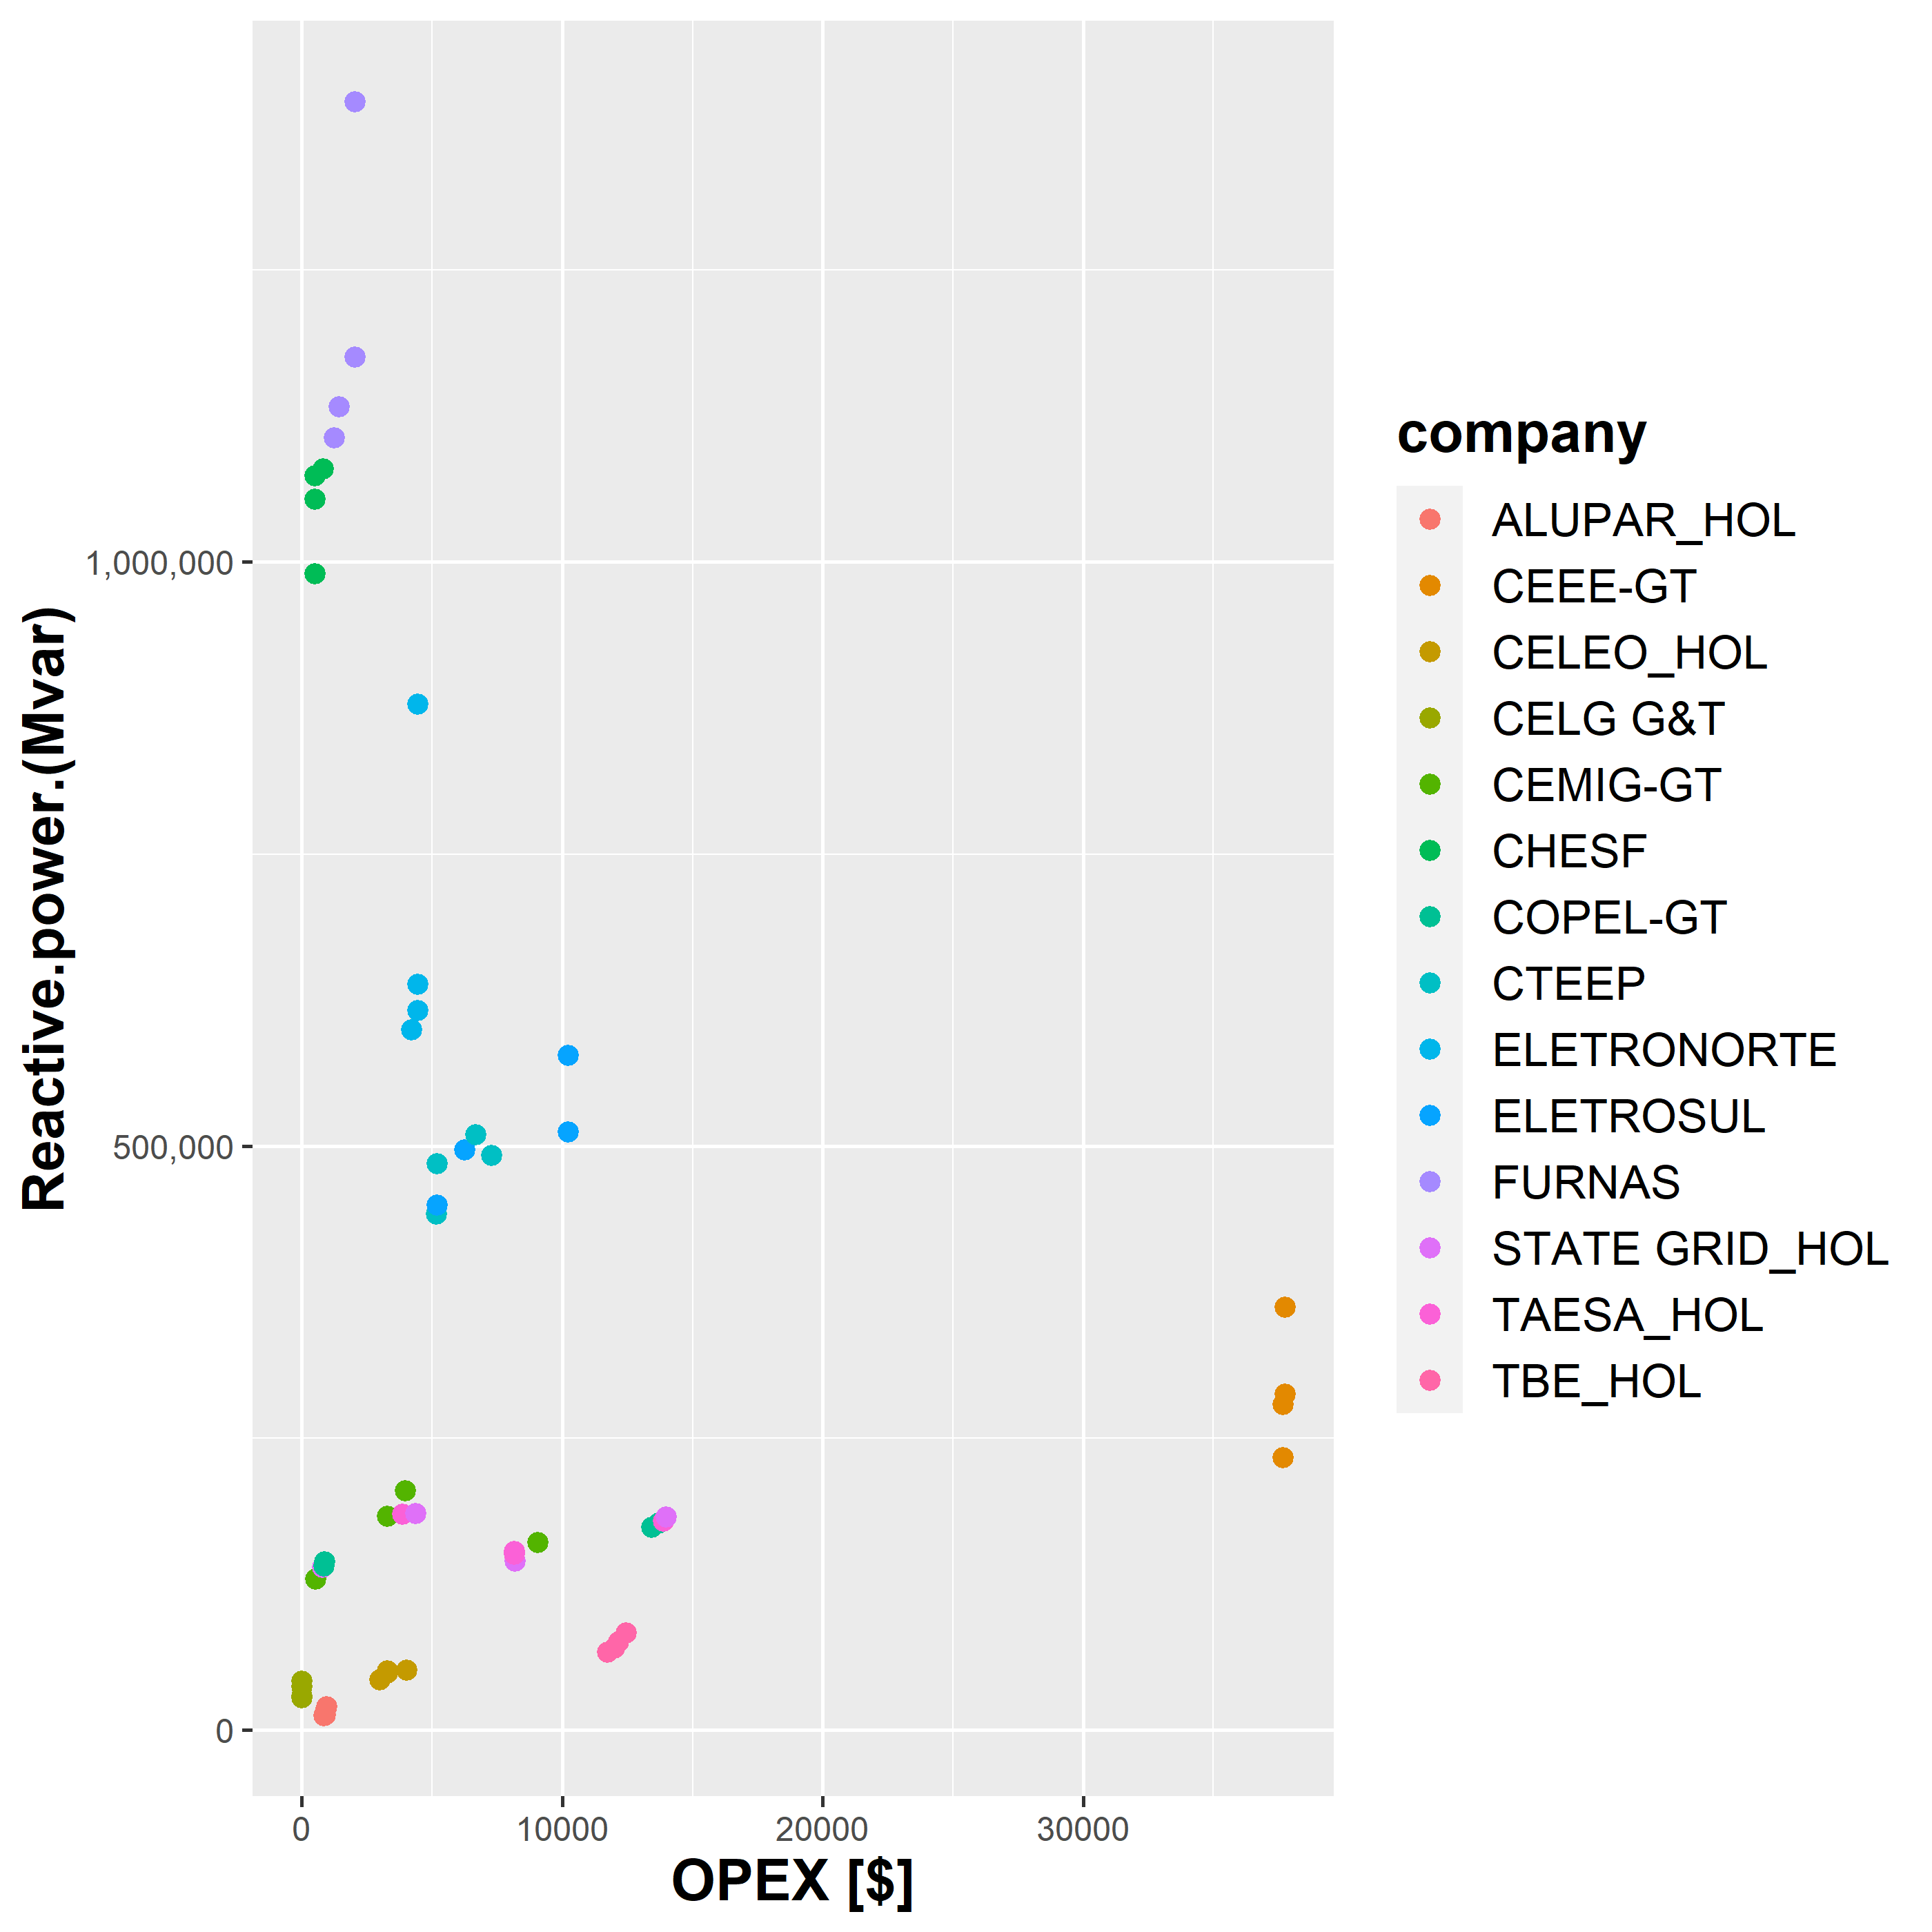 Reactive.power.(Mvar)
1,000,000
500,000
0
0 10000 20000 30000
OPEX [$]
company
ALUPAR_HOL
CEEE-GT
CELEO_HOL
CELG G&T
CEMIG-GT
CHESF
COPEL-GT
CTEEP
ELETRONORTE
ELETROSUL
FURNAS
STATE GRID_HOL
TAESA_HOL
TBE_HOL